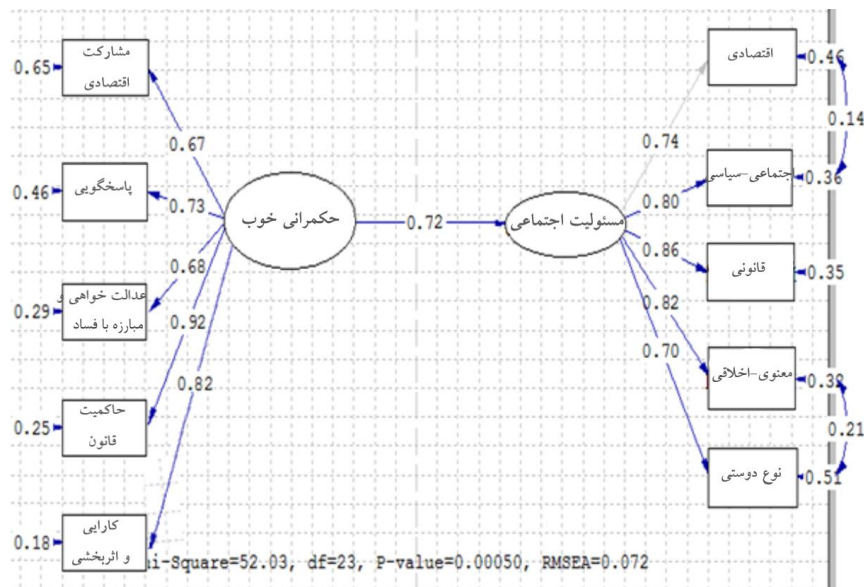 مشارکت
اقتصادی
0.65
0.67
پاسخگویی
0.46
0.73
عدالت خواهی و
مبارزه با فساد
0.29
0.68
حاکمیت
قانون
0.25
0.92
کارایی
و اثربخشی
0.18
0.82
حکمرانی خوب
0.72
مسئولیت اجتماعی
اقتصادی
0.46
0.74
0.14
اجتماعی-سیاسی
0.36
0.80
قانونی
0.35
0.86
معنوی-اخلاقی
0.82
0.21
نوع دوستی
0.51
0.70
i-Square=52.03, df=23, P-value=0.00050, RMSEA=0.072